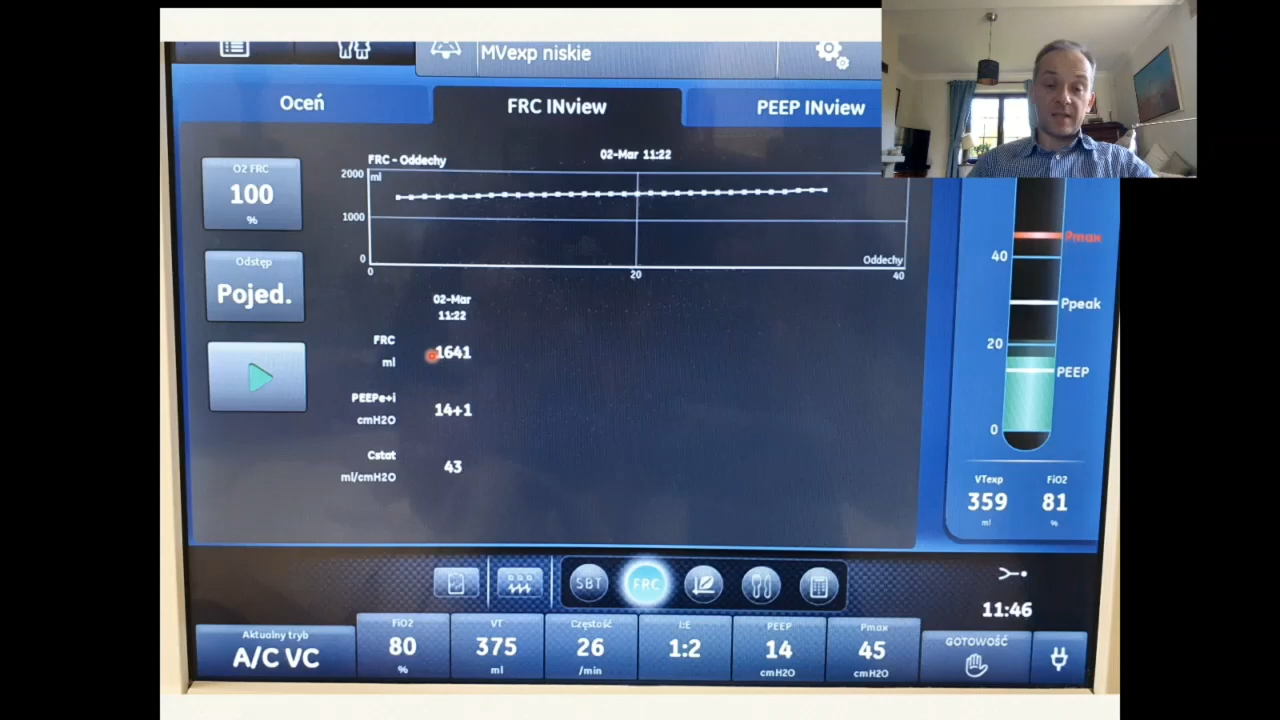 MVexp niskie
Oceń
FRC INview
PEEP INview
O2 FRC
100
%
Odstęp
Pojed.
FRC - Oddechy
02-Mar 11:22
2000
ml
1000
0
Oddechy
0
20
40
02-Mar
11:22
FRC
ml
1641
PEEPe+i
cmH2O
14+1
Cstat
ml/cmH2O
43
Pmax
40
Ppeak
20
PEEP
0
VTexp
359
ml
FiO2
81
%
SBT
FRC
11:46
Aktualny tryb
A/C VC
FiO2
80
%
VT
375
ml
Częstość
26
/min
I:E
1:2
PEEP
14
cmH2O
Pmax
45
cmH2O
GOTOWOŚĆ